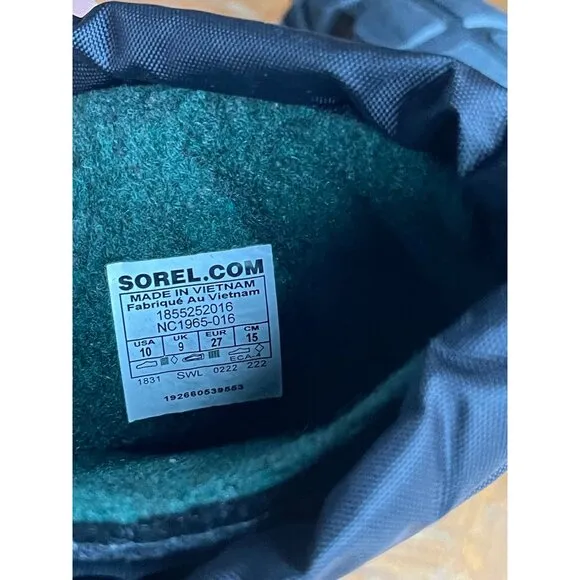 SOREL.COM
MADE IN VIETNAM
Fabriqué Au Vietnam
1855252016
NC1965-016
USA UK EUR CM
10 9 27 15
ECA-A
1831 SWL 0222 222
192660539563